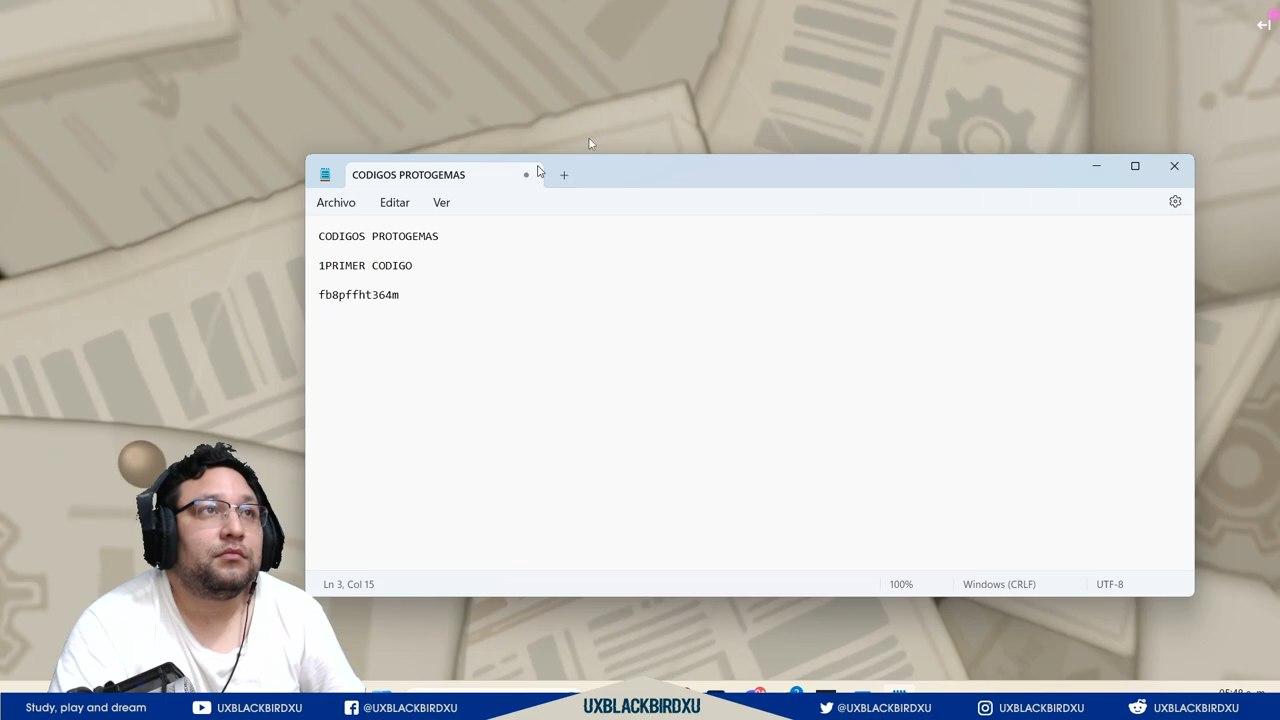 CODIGOS PROTOGEMAS
Archivo Editar Ver
CODIGOS PROTOGEMAS
1PRIMER CODIGO
fb8pffht364m
Ln 3, Col 15 100% Windows (CRLF) UTF-8
Study, play and dream UXBLACKBIRDXU @UXBLACKBIRDXU UXBLACKBIRDXU @UXBLACKBIRDXU UXBLACKBIRDXU UXBLACKBIRDXU